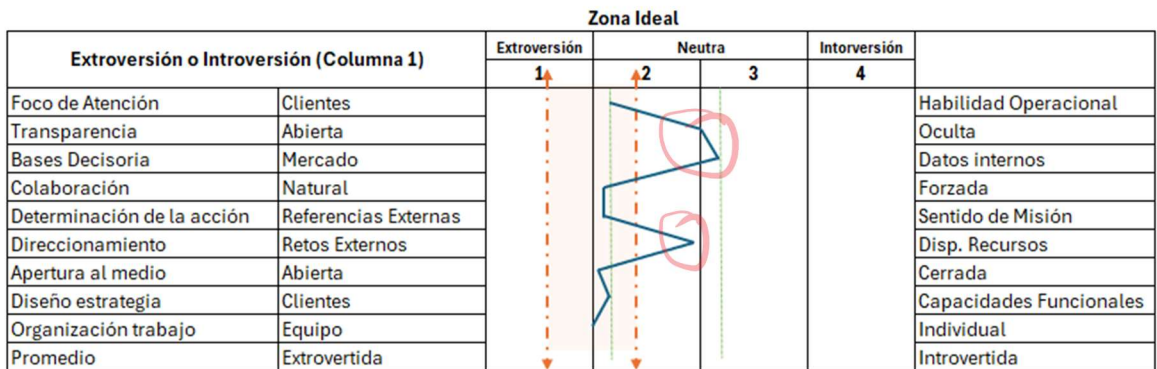 Zona Ideal
Extroversión o Introversión (Columna 1) Extroversión Neutra Intorversión
1 2 3 4
Foco de Atención Clientes Habilidad Operacional
Transparencia Abierta Oculta
Bases Decisoria Mercado Datos internos
Colaboración Natural Forzada
Determinación de la acción Referencias Externas Sentido de Misión
Direccionamiento Retos Externos Disp. Recursos
Apertura al medio Abierta Cerrada
Diseño estrategia Clientes Capacidades Funcionales
Organización trabajo Equipo Individual
Promedio Extrovertida Introvertida